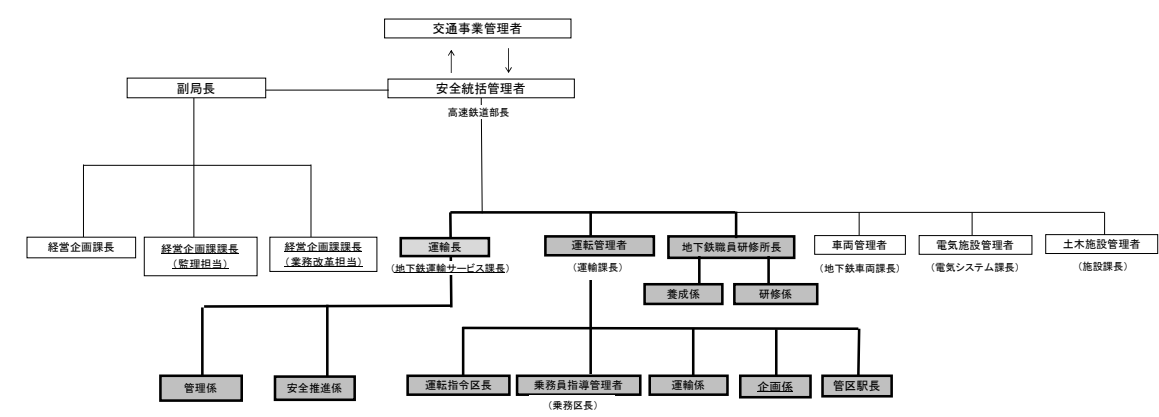 交通事業管理者
副局長
安全統括管理者
高速鉄道部長
経営企画課長
経営企画課課長
（監理担当）
経営企画課課長
（業務改革担当）
運輸長
（地下鉄運輸サービス課長）
運転管理者
（運輸課長）
地下鉄職員研修所長
車両管理者
（地下鉄車両課長）
電気施設管理者
（電気システム課長）
土木施設管理者
（施設課長）
養成係
研修係
管理係
安全推進係
運転指令区長
乗務員指導管理者
（乗務区長）
運輸係
企画係
管区駅長